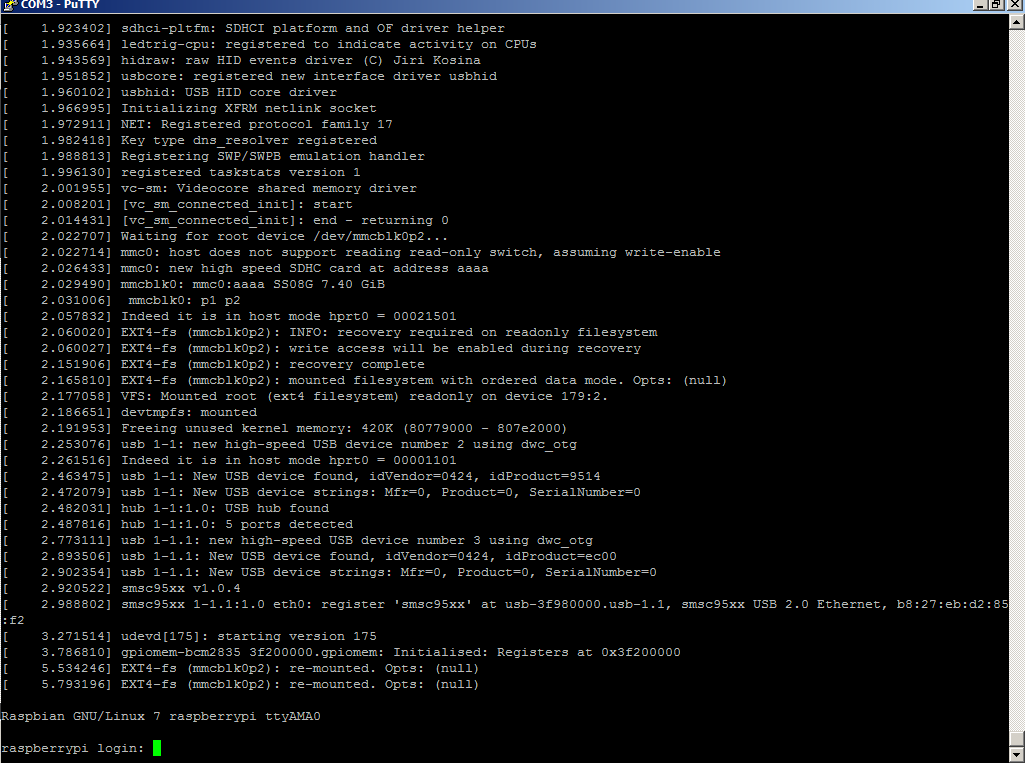 COM3 - PuTTY
[    1.923402] sdhci-pltfm: SDHCI platform and OF driver helper
[    1.935664] ledtrig-cpu: registered to indicate activity on CPUs
[    1.943569] hidraw: raw HID events driver (C) Jiri Kosina
[    1.951852] usbcore: registered new interface driver usbhid
[    1.960102] usbhid: USB HID core driver
[    1.966995] Initializing XFRM netlink socket
[    1.972911] NET: Registered protocol family 17
[    1.982418] Key type dns_resolver registered
[    1.988813] Registering SWP/SWPB emulation handler
[    1.996130] registered taskstats version 1
[    2.001955] vc-sm: Videocore shared memory driver
[    2.008201] [vc_sm_connected_init]: start
[    2.014431] [vc_sm_connected_init]: end - returning 0
[    2.022707] Waiting for root device /dev/mmcblk0p2...
[    2.022714] mmc0: host does not support reading read-only switch, assuming write-enable
[    2.026433] mmc0: new high speed SDHC card at address aaaa
[    2.029490] mmcblk0: mmc0:aaaa SS08G 7.40 GiB
[    2.031006]  mmcblk0: p1 p2
[    2.057832] Indeed it is in host mode hprt0 = 00021501
[    2.060020] EXT4-fs (mmcblk0p2): INFO: recovery required on readonly filesystem
[    2.060027] EXT4-fs (mmcblk0p2): write access will be enabled during recovery
[    2.151906] EXT4-fs (mmcblk0p2): recovery complete
[    2.165810] EXT4-fs (mmcblk0p2): mounted filesystem with ordered data mode. Opts: (null)
[    2.177058] VFS: Mounted root (ext4 filesystem) readonly on device 179:2.
[    2.186651] devtmpfs: mounted
[    2.191953] Freeing unused kernel memory: 420K (80779000 - 807e2000)
[    2.253076] usb 1-1: new high-speed USB device number 2 using dwc_otg
[    2.261516] Indeed it is in host mode hprt0 = 00001101
[    2.463475] usb 1-1: New USB device found, idVendor=0424, idProduct=9514
[    2.472079] usb 1-1: New USB device strings: Mfr=0, Product=0, SerialNumber=0
[    2.482031] hub 1-1:1.0: USB hub found
[    2.487816] hub 1-1:1.0: 5 ports detected
[    2.773111] usb 1-1.1: new high-speed USB device number 3 using dwc_otg
[    2.893506] usb 1-1.1: New USB device found, idVendor=0424, idProduct=ec00
[    2.902354] usb 1-1.1: New USB device strings: Mfr=0, Product=0, SerialNumber=0
[    2.920522] smsc95xx v1.0.4
[    2.988802] smsc95xx 1-1.1:1.0 eth0: register 'smsc95xx' at usb-3f980000.usb-1.1, smsc95xx USB 2.0 Ethernet, b8:27:eb:d2:85
:f2
[    3.271514] udevd[175]: starting version 175
[    3.786810] gpiomem-bcm2835 3f200000.gpiomem: Initialised: Registers at 0x3f200000
[    5.534246] EXT4-fs (mmcblk0p2): re-mounted. Opts: (null)
[    5.793196] EXT4-fs (mmcblk0p2): re-mounted. Opts: (null)
Raspbian GNU/Linux 7 raspberrypi ttyAMA0
raspberrypi login: